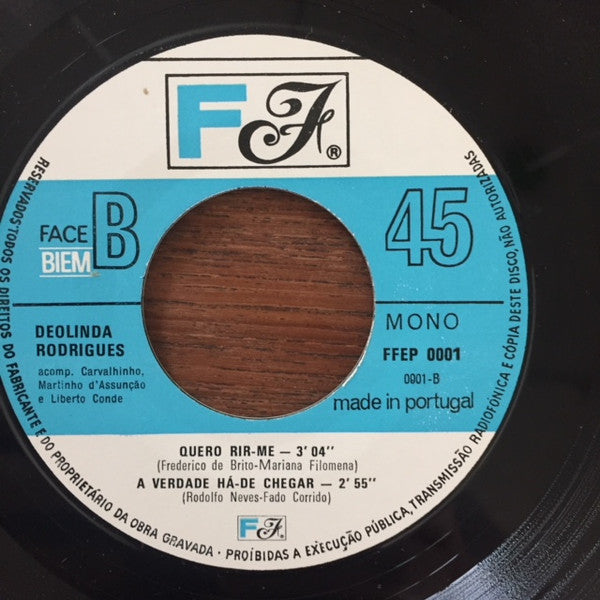 FF®
FACE B
BIEM
45
DEOLINDA
RODRIGUES
acomp. Carvalhinho,
Martinho d'Assunção
e Liberto Conde
MONO
FFEP 0001
0001-B
made in portugal
QUERO RIR-ME — 3' 04''
(Frederico de Brito-Mariana Filomena)
A VERDADE HÁ-DE CHEGAR — 2' 55''
(Rodolfo Neves-Fado Corrido)
FF
RESERVADOS TODOS OS DIREITOS DO FABRICANTE E DO PROPRIETÁRIO DA OBRA GRAVADA - PROÍBIDAS A EXECUÇÃO PÚBLICA, TRANSMISSÃO RADIOFÓNICA E CÓPIA DESTE DISCO, NÃO AUTORIZADAS